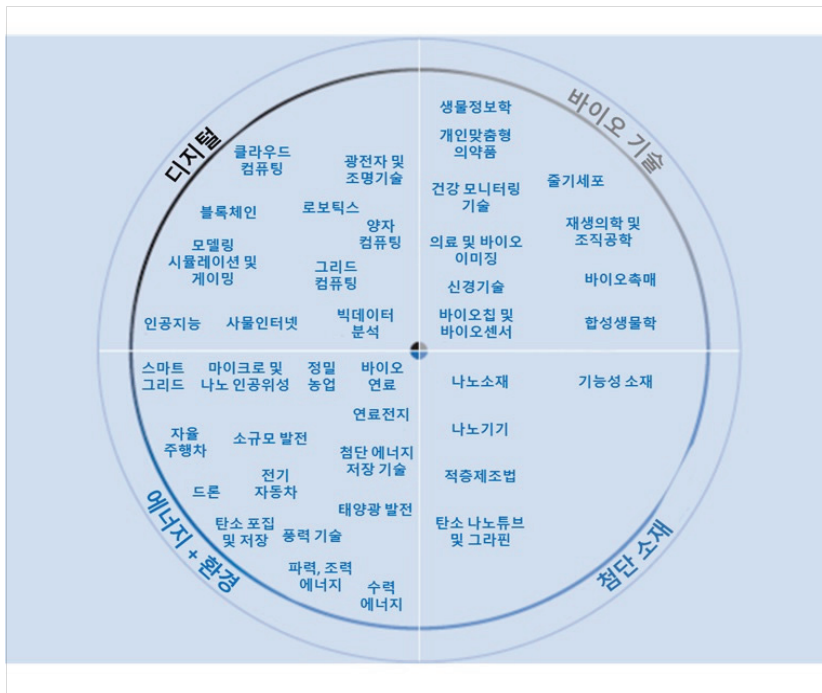 디지털
클라우드
컴퓨팅
광전자 및
조명기술
블록체인
로보틱스
양자
컴퓨팅
모델링
시뮬레이션 및
게이밍
그리드
컴퓨팅
인공지능
사물인터넷
빅데이터
분석
바이오 기술
생물정보학
개인맞춤형
의약품
줄기세포
건강 모니터링
기술
재생의학 및
조직공학
의료 및 바이오
이미징
신경기술
바이오촉매
바이오칩 및
바이오센서
합성생물학
에너지 + 환경
스마트
그리드
마이크로 및
나노 인공위성
정밀
농업
바이오
연료
연료전지
자율
주행차
소규모 발전
첨단 에너지
저장 기술
전기
자동차
드론
태양광 발전
탄소 포집
및 저장
풍력 기술
파력, 조력
에너지
수력
에너지
첨단 소재
나노소재
기능성 소재
나노기기
적층제조법
탄소 나노튜브
및 그라핀